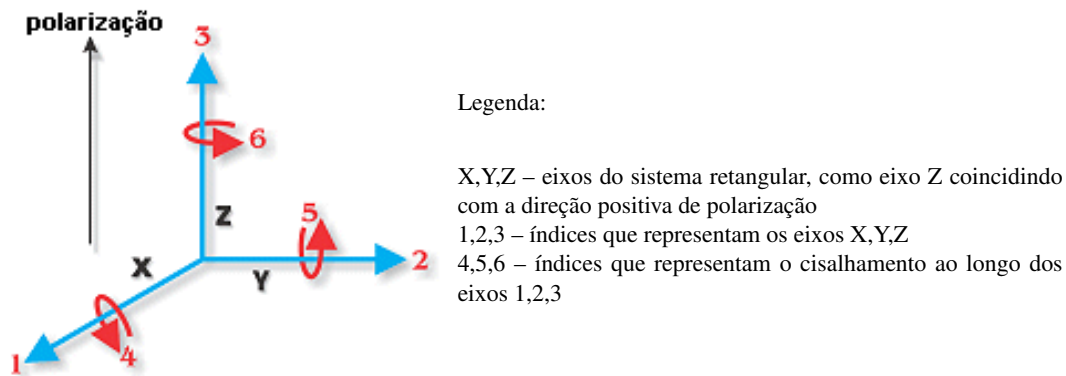 polarização
3
6
Z
5
2
X
Y
4
1
Legenda:
X,Y,Z – eixos do sistema retangular, como eixo Z coincidindo
com a direção positiva de polarização
1,2,3 – índices que representam os eixos X,Y,Z
4,5,6 – índices que representam o cisalhamento ao longo dos
eixos 1,2,3